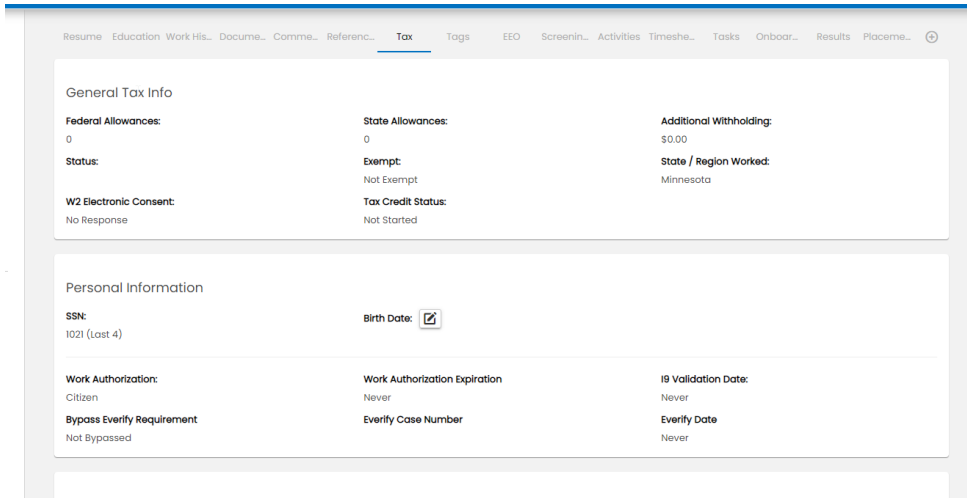 Resume Education Work His... Docume... Comme... Referenc... Tax Tags EEO Screenin... Activities Timeshe... Tasks Onboar... Results Placeme...
General Tax Info
Federal Allowances: State Allowances: Additional Withholding:
0 0 $0.00
Status: Exempt: State / Region Worked:
Not Exempt Minnesota
W2 Electronic Consent: Tax Credit Status:
No Response Not Started
Personal Information
SSN: Birth Date:
1021 (Last 4)
Work Authorization: Work Authorization Expiration I9 Validation Date:
Citizen Never Never
Bypass Everify Requirement Everify Case Number Everify Date
Not Bypassed Never